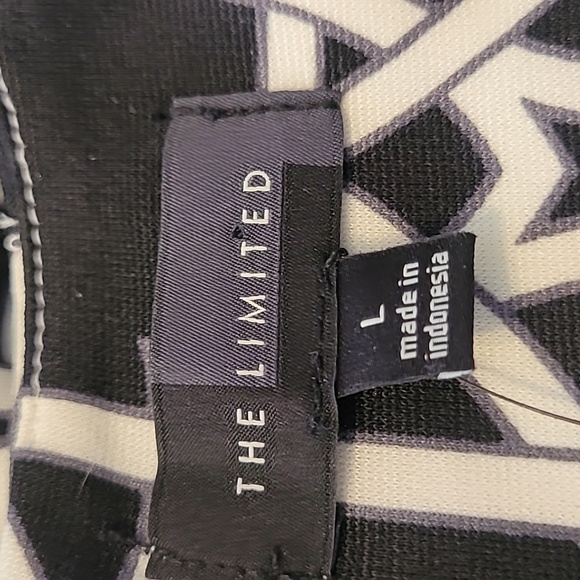 THE LIMITED
L
made in
indonesia